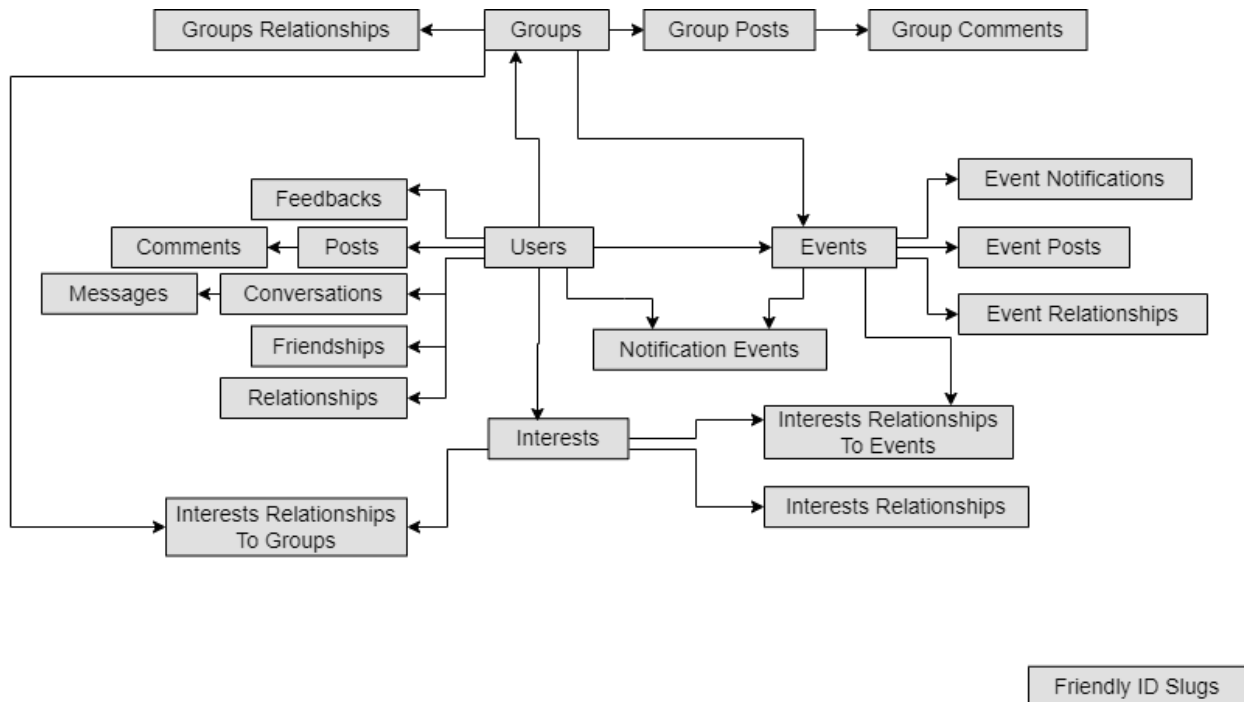 Groups Relationships
Groups
Group Posts
Group Comments
Feedbacks
Event Notifications
Comments
Posts
Users
Events
Event Posts
Messages
Conversations
Event Relationships
Friendships
Notification Events
Relationships
Interests
Interests Relationships
To Events
Interests Relationships
To Groups
Interests Relationships
Friendly ID Slugs